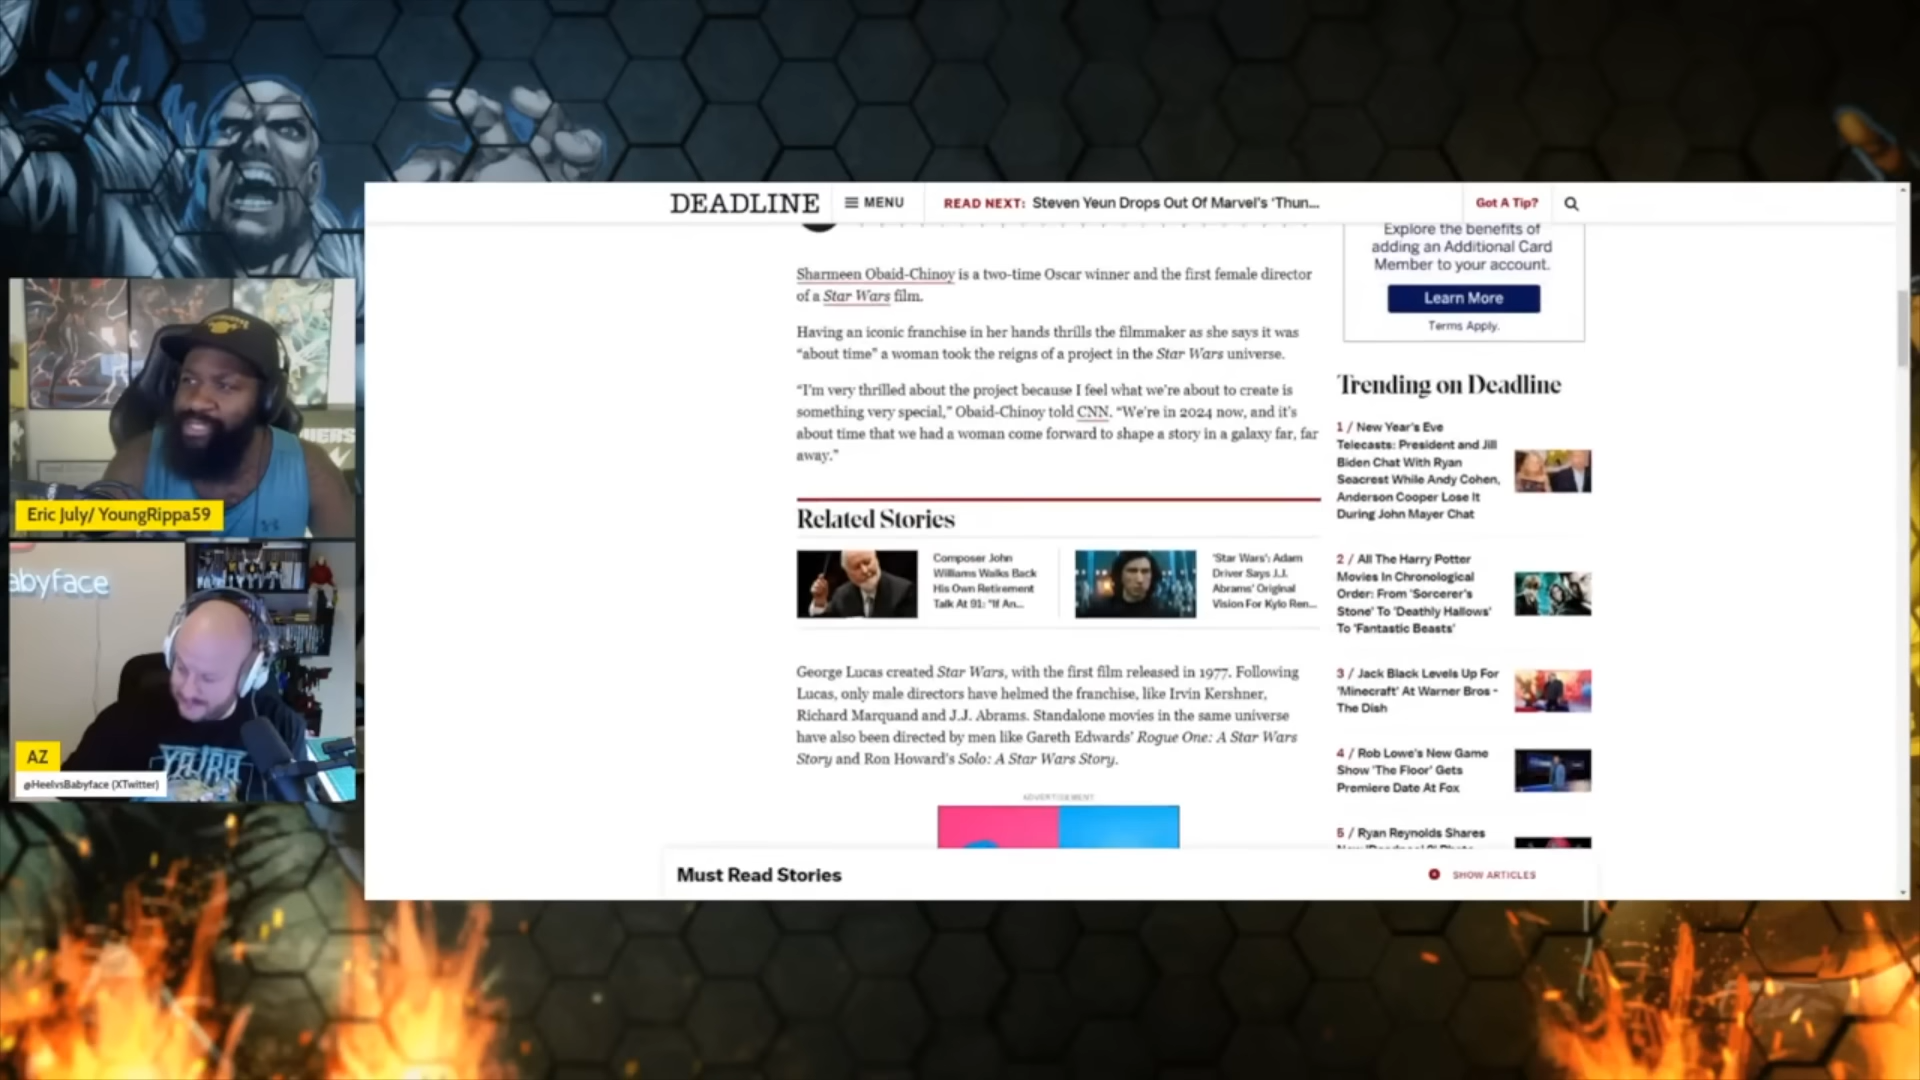 DEADLINE
MENU
READ NEXT: Steven Yeun Drops Out Of Marvel's 'Thun...
Got A Tip?
Sharmeen Obaid-Chinoy is a two-time Oscar winner and the first female director
of a Star Wars film.
Having an iconic franchise in her hands thrills the filmmaker as she says it was
“about time” a woman took the reigns of a project in the Star Wars universe.
“I'm very thrilled about the project because I feel what we're about to create is
something very special,” Obaid-Chinoy told CNN. “We're in 2024 now, and it's
about time that we had a woman come forward to shape a story in a galaxy far, far
away.”
Related Stories
Composer John
Williams Walks Back
His Own Retirement
Talk At 91: "If An...
'Star Wars': Adam
Driver Says J.J.
Abrams' Original
Vision For Kylo Ren...
George Lucas created Star Wars, with the first film released in 1977. Following
Lucas, only male directors have helmed the franchise, like Irvin Kershner,
Richard Marquand and J.J. Abrams. Standalone movies in the same universe
have also been directed by men like Gareth Edwards' Rogue One: A Star Wars
Story and Ron Howard's Solo: A Star Wars Story.
ADVERTISEMENT
Explore the benefits of
adding an Additional Card
Member to your account.
Learn More
Terms Apply.
Trending on Deadline
1 / New Year's Eve
Telecasts: President and Jill
Biden Chat With Ryan
Seacrest While Andy Cohen,
Anderson Cooper Lose It
During John Mayer Chat
2 / All The Harry Potter
Movies In Chronological
Order: From 'Sorcerer's
Stone' To 'Deathly Hallows'
To 'Fantastic Beasts'
3 / Jack Black Levels Up For
'Minecraft' At Warner Bros -
The Dish
4 / Rob Lowe's New Game
Show 'The Floor' Gets
Premiere Date At Fox
5 / Ryan Reynolds Shares
Must Read Stories
SHOW ARTICLES
Eric July/ YoungRippa59
abyface
AZ
@HeelvsBabyface (XTwitter)